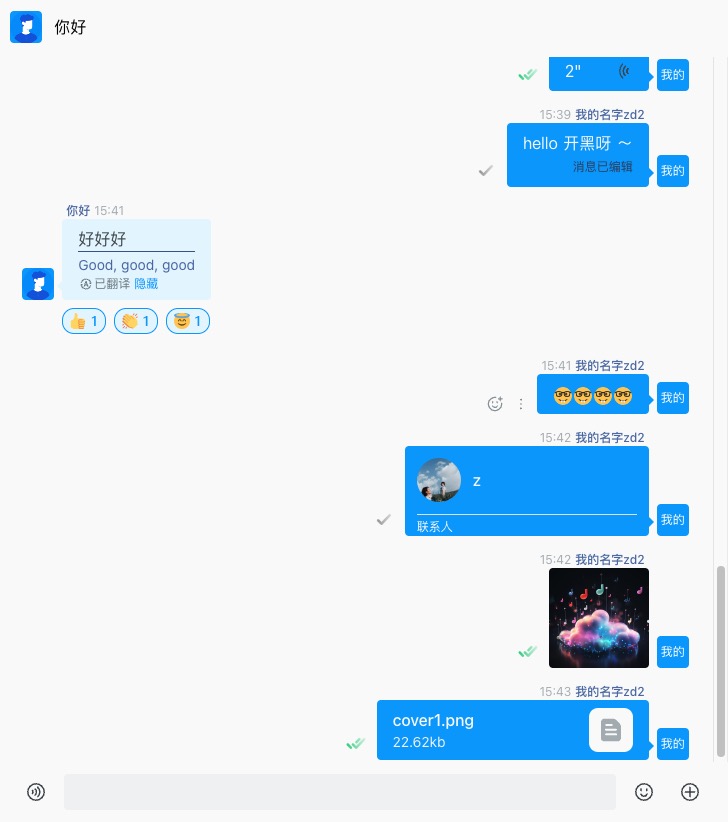 你好
2"
我的
15:39 我的名字zd2
hello 开黑呀 ～
消息已编辑
我的
你好 15:41
好好好
Good, good, good
已翻译 隐藏
1 1 1
15:41 我的名字zd2
我的
15:42 我的名字zd2
z
联系人
我的
15:42 我的名字zd2
我的
15:43 我的名字zd2
cover1.png
22.62kb
我的